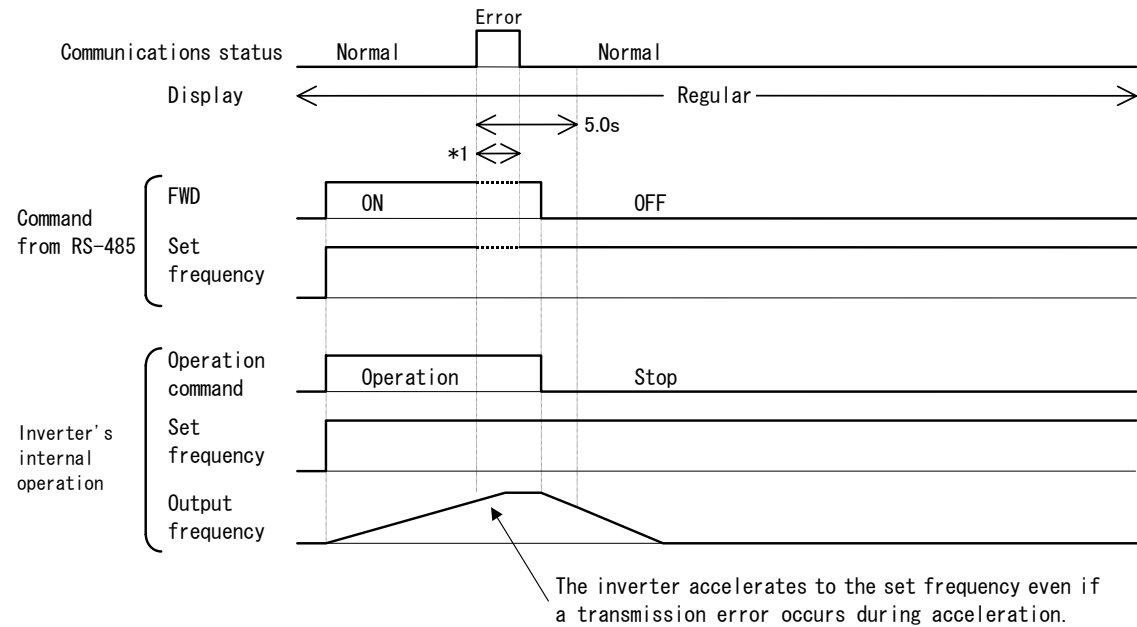 Error
Communications status
Normal
Normal
Display
Regular
5.0s
*1
Command
from RS-485
FWD
ON
OFF
Set
frequency
Inverter's
internal
operation
Operation
command
Operation
Stop
Set
frequency
Output
frequency
The inverter accelerates to the set frequency even if
a transmission error occurs during acceleration.